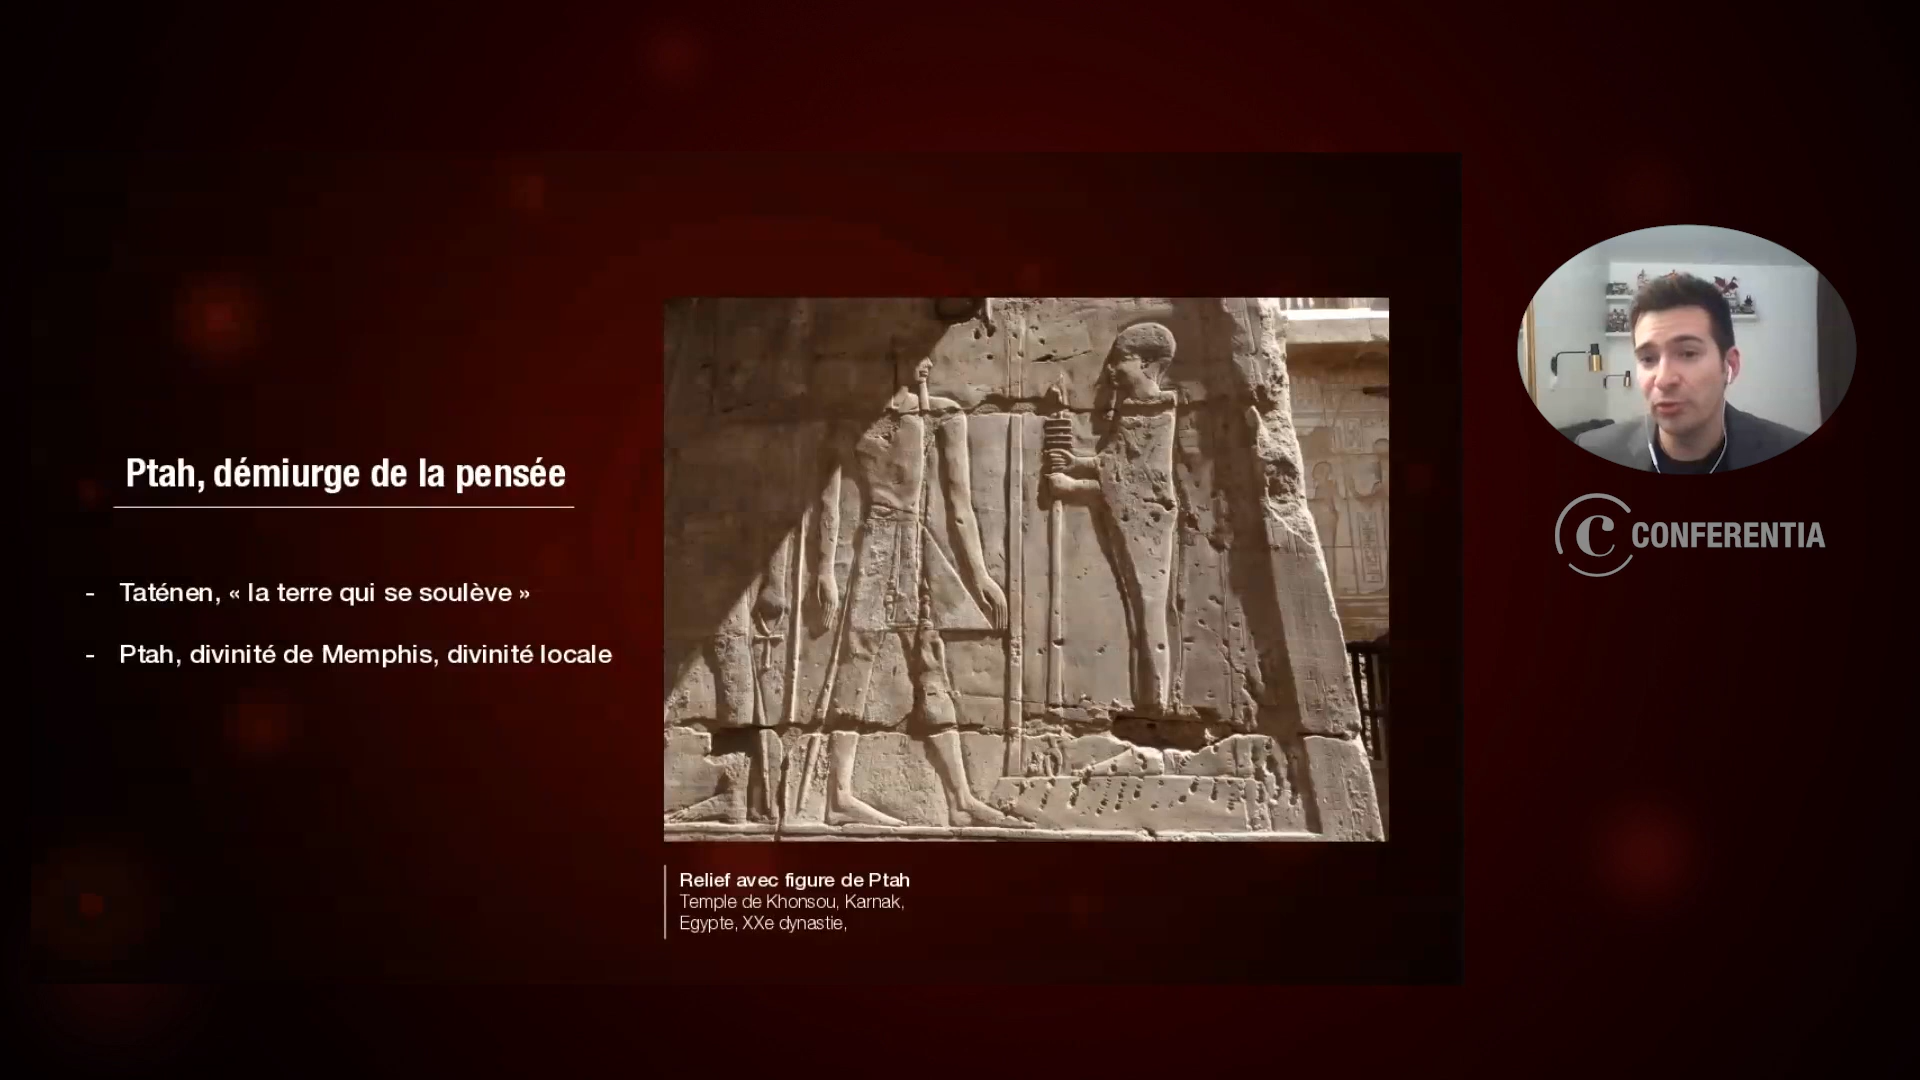 Ptah, démiurge de la pensée
- Taténen, « la terre qui se soulève »
- Ptah, divinité de Memphis, divinité locale
Relief avec figure de Ptah
Temple de Khonsou, Karnak,
Egypte, XXe dynastie,
C CONFERENTIA